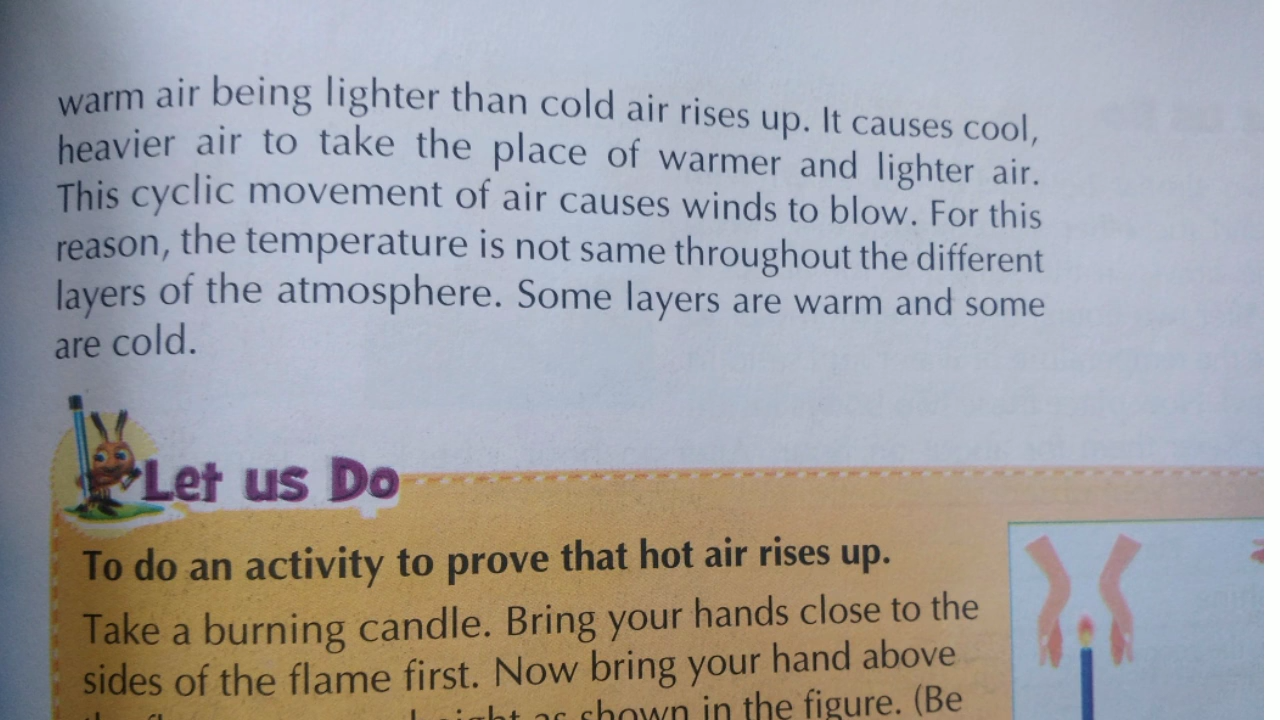 warm air being lighter than cold air rises up. It causes cool,
heavier air to take the place of warmer and lighter air.
This cyclic movement of air causes winds to blow. For this
reason, the temperature is not same throughout the different
layers of the atmosphere. Some layers are warm and some
are cold.
Let us Do
To do an activity to prove that hot air rises up.
Take a burning candle. Bring your hands close to the
sides of the flame first. Now bring your hand above
as shown in the figure. (Be